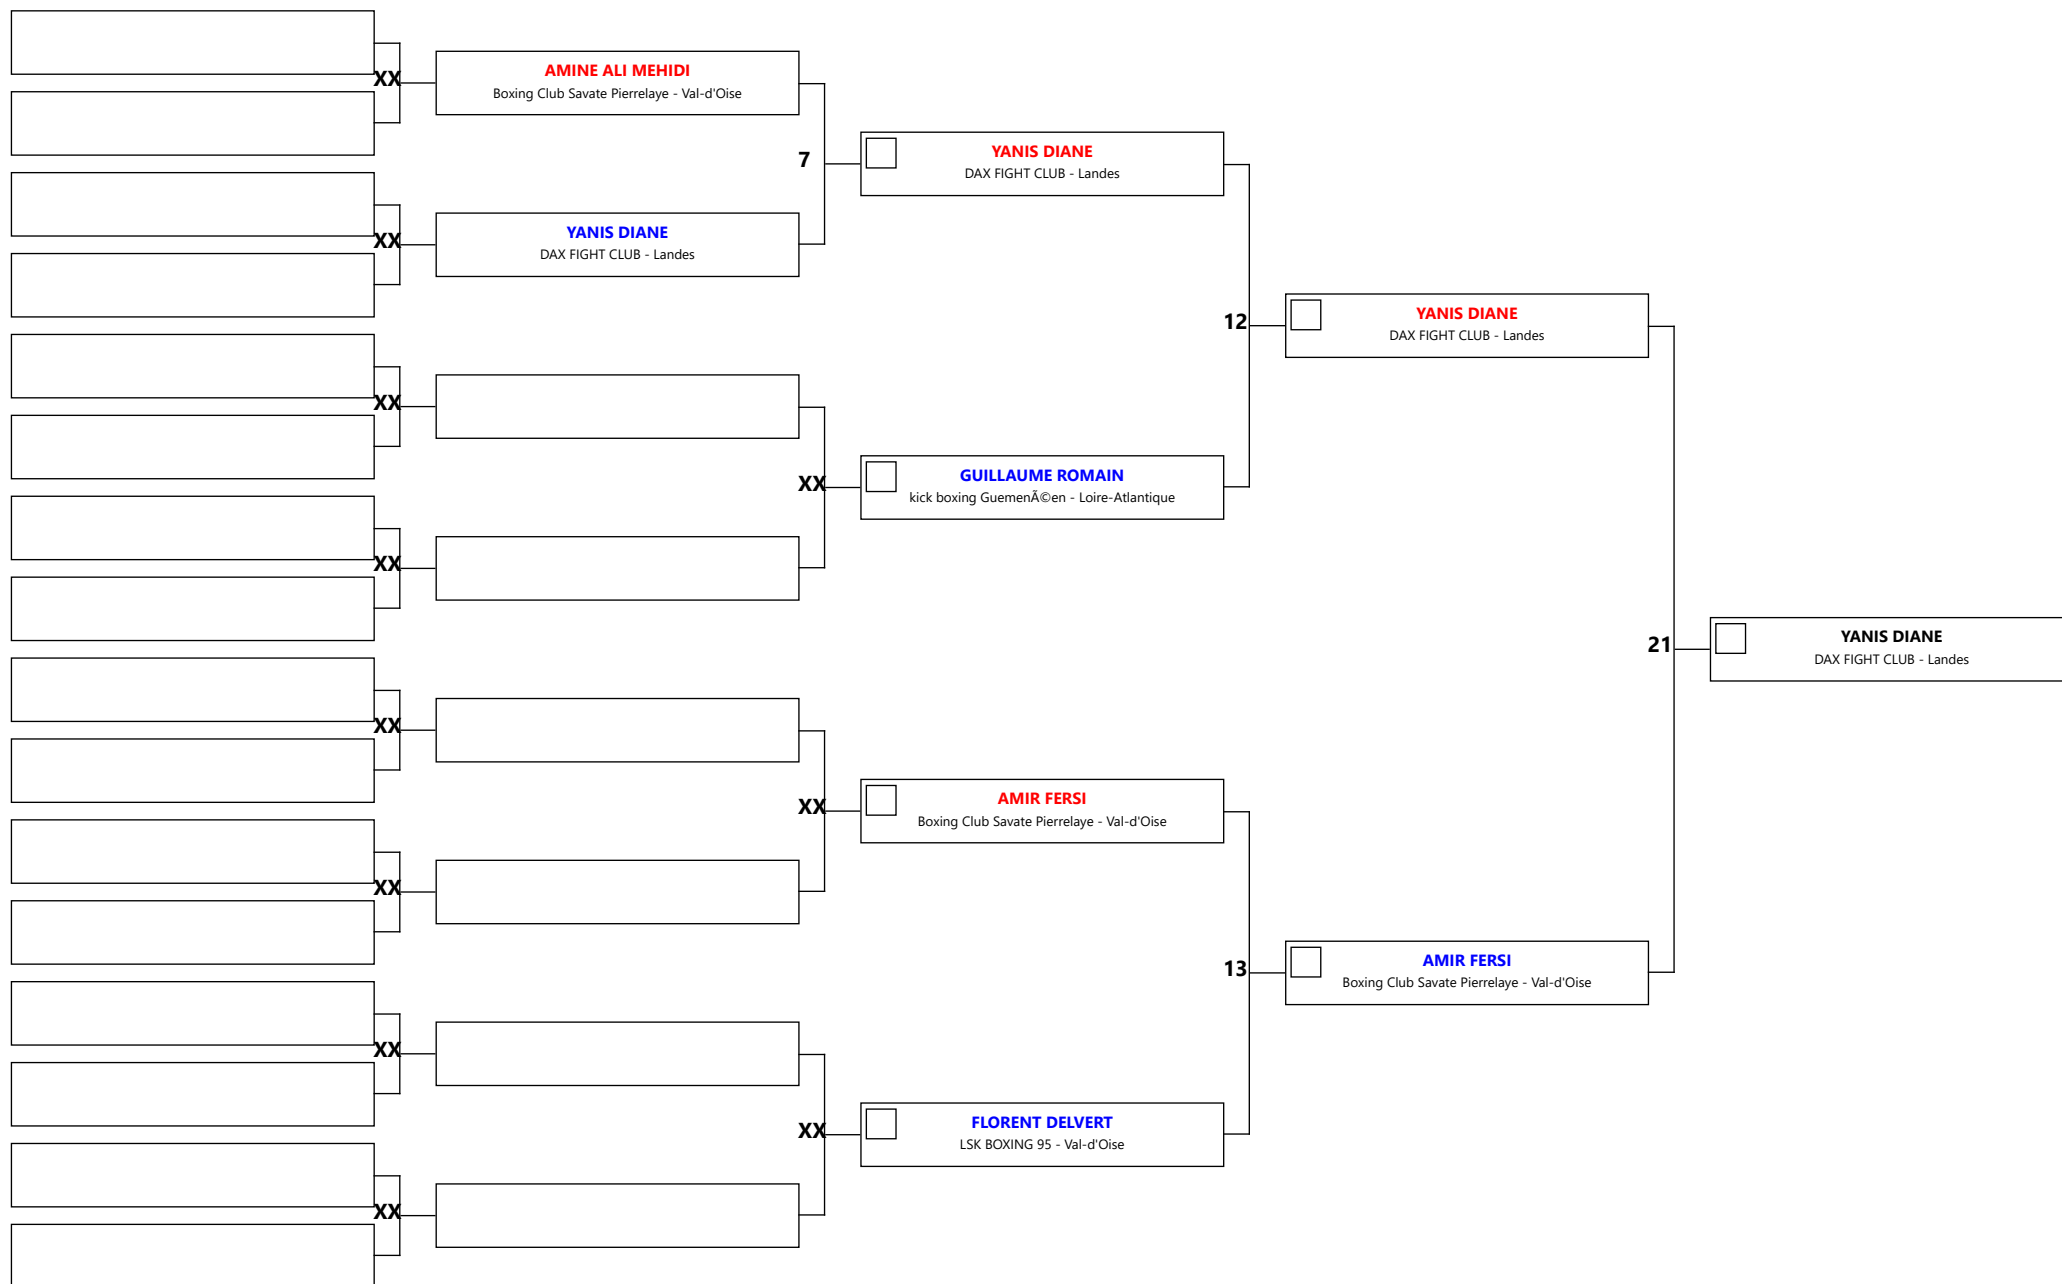 XX
AMINE ALI MEHIDI
Boxing Club Savate Pierrelaye - Val-d'Oise
7
YANIS DIANE
DAX FIGHT CLUB - Landes
XX
YANIS DIANE
DAX FIGHT CLUB - Landes
12
YANIS DIANE
DAX FIGHT CLUB - Landes
XX
XX
GUILLAUME ROMAIN
kick boxing GuemenÃ©en - Loire-Atlantique
XX
21
YANIS DIANE
DAX FIGHT CLUB - Landes
XX
XX
AMIR FERSI
Boxing Club Savate Pierrelaye - Val-d'Oise
XX
13
AMIR FERSI
Boxing Club Savate Pierrelaye - Val-d'Oise
XX
XX
FLORENT DELVERT
LSK BOXING 95 - Val-d'Oise
XX